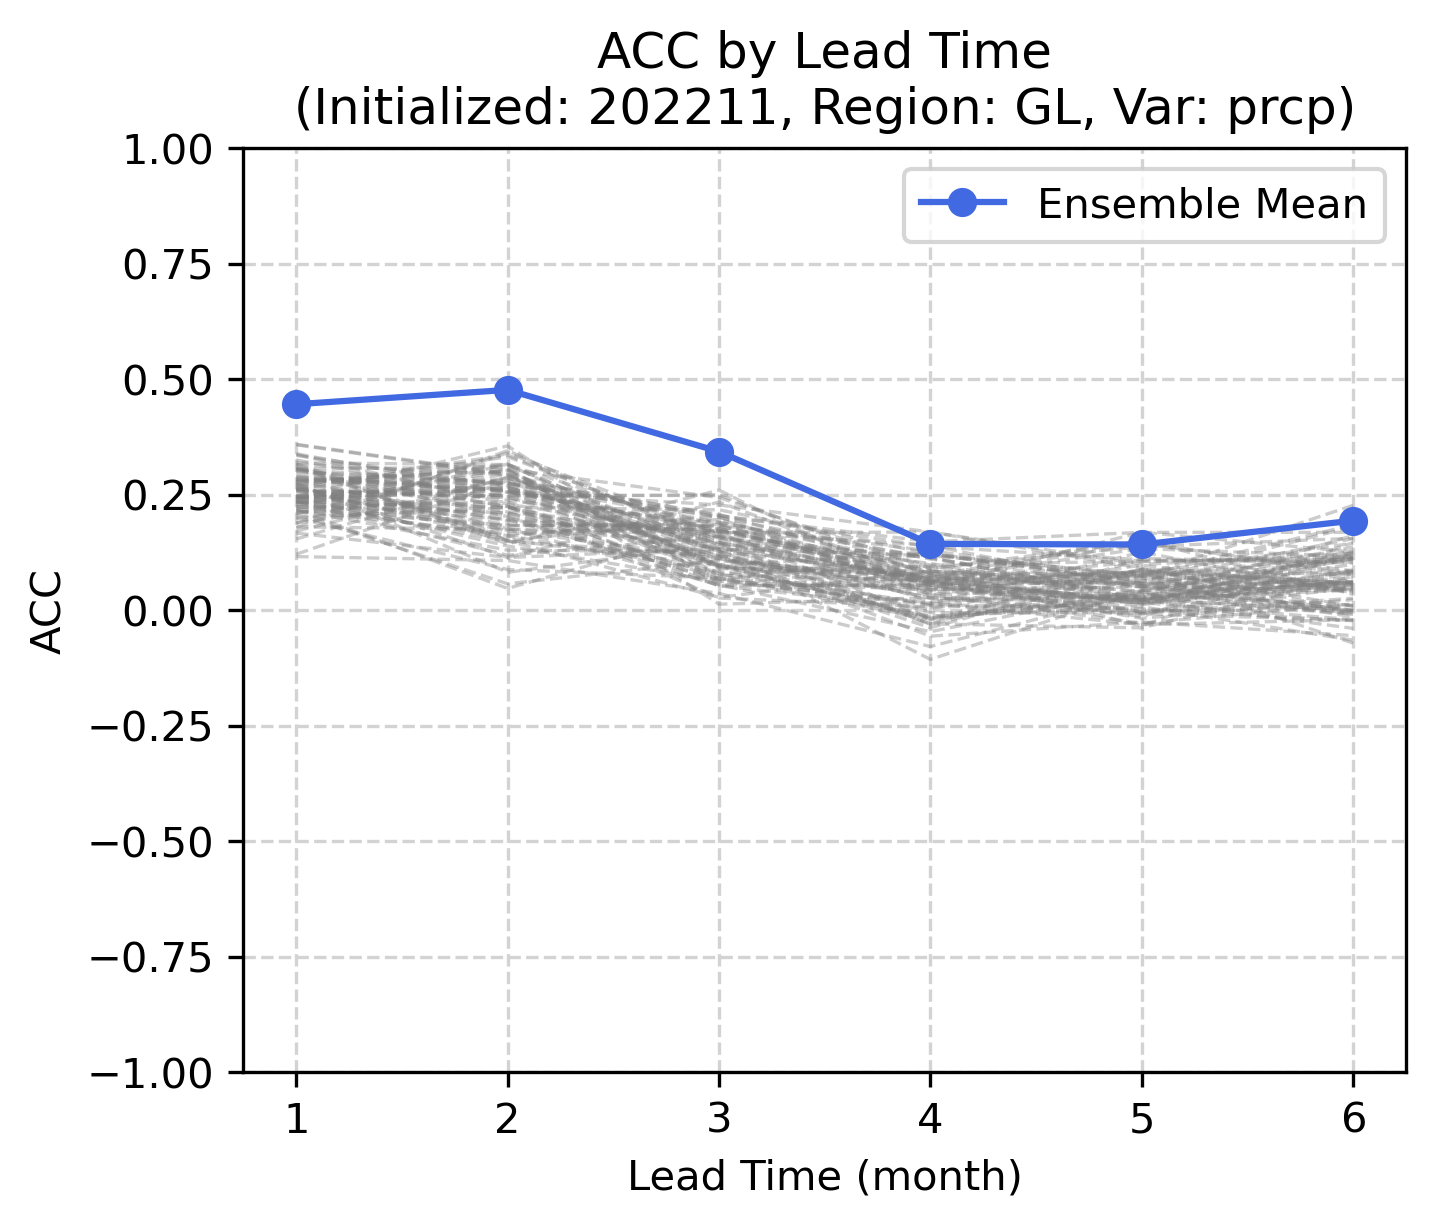 ACC by Lead Time
(Initialized: 202211, Region: GL, Var: prcp)
Ensemble Mean
1.00
0.75
0.50
0.25
0.00
−0.25
−0.50
−0.75
−1.00
ACC
1 2 3 4 5 6
Lead Time (month)